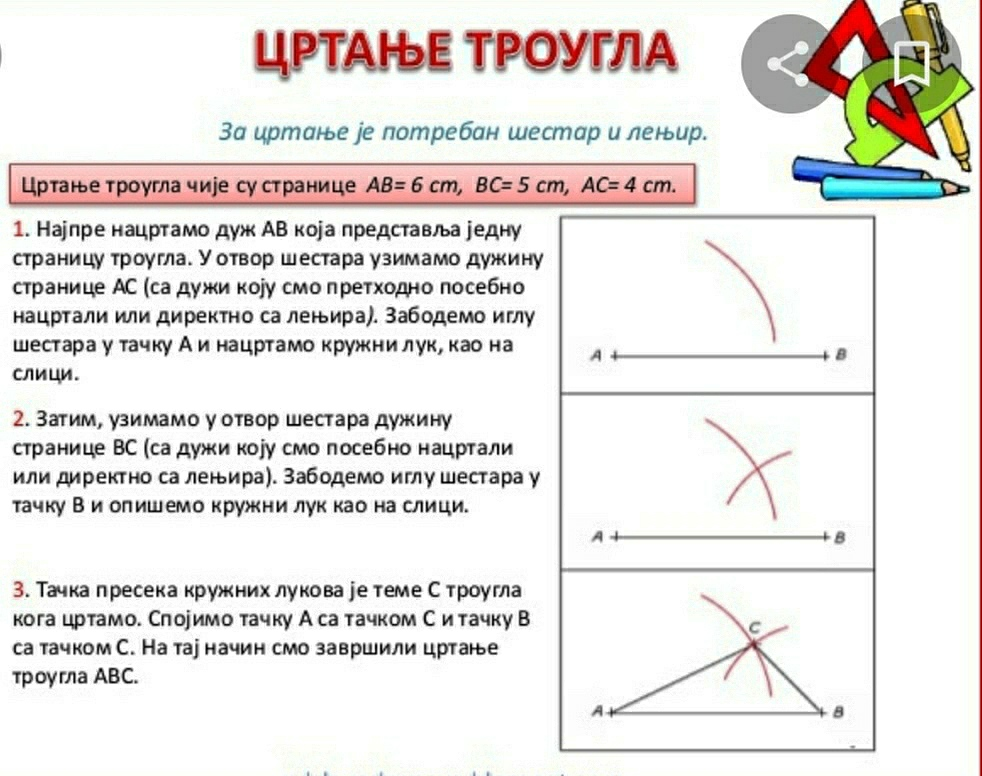 ЦРТАЊЕ ТРОУГЛА
За цртање је потребан шестар и лењир.
Цртање троугла чије су странице AB= 6 cm, BC= 5 cm, AC= 4 cm.
1. Најпре нацртамо дуж AB која представља једну
страницу троугла. У отвор шестара узимамо дужину
странице AC (са дужи коју смо претходно посебно
нацртали или директно са лењира). Забодемо иглу
шестара у тачку A и нацртамо кружни лук, као на
слици.
A B
2. Затим, узимамо у отвор шестара дужину
странице BC (са дужи коју смо посебно нацртали
или директно са лењира). Забодемо иглу шестара у
тачку B и опишемо кружни лук као на слици.
A B
3. Тачка пресека кружних лукова је теме C троугла
кога цртамо. Спојимо тачку A са тачком C и тачку B
са тачком C. На тај начин смо завршили цртање
троугла ABC.
C
A B